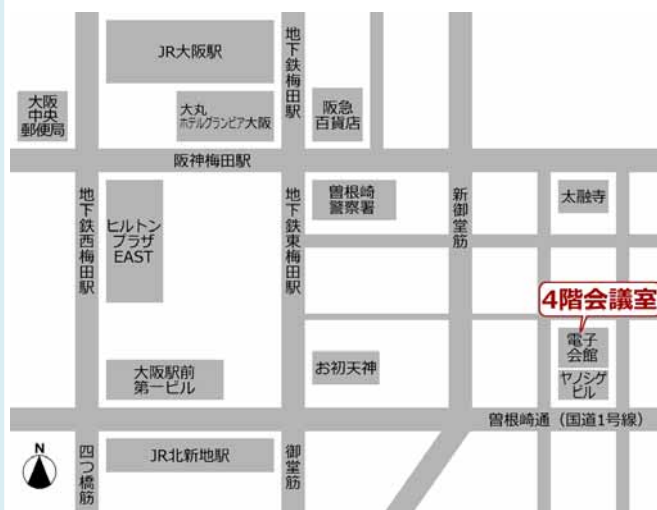 JR大阪駅
地下鉄梅田駅
大阪
中央
郵便局
大丸
ホテルグランビア大阪
阪急
百貨店
阪神梅田駅
地下鉄西梅田駅
ヒルトン
プラザ
EAST
地下鉄東梅田駅
曽根崎
警察署
新御堂筋
太融寺
4階会議室
電子
会館
ヤノシゲ
ビル
お初天神
大阪駅前
第一ビル
曽根崎通（国道1号線）
N
四つ橋筋
JR北新地駅
御堂筋